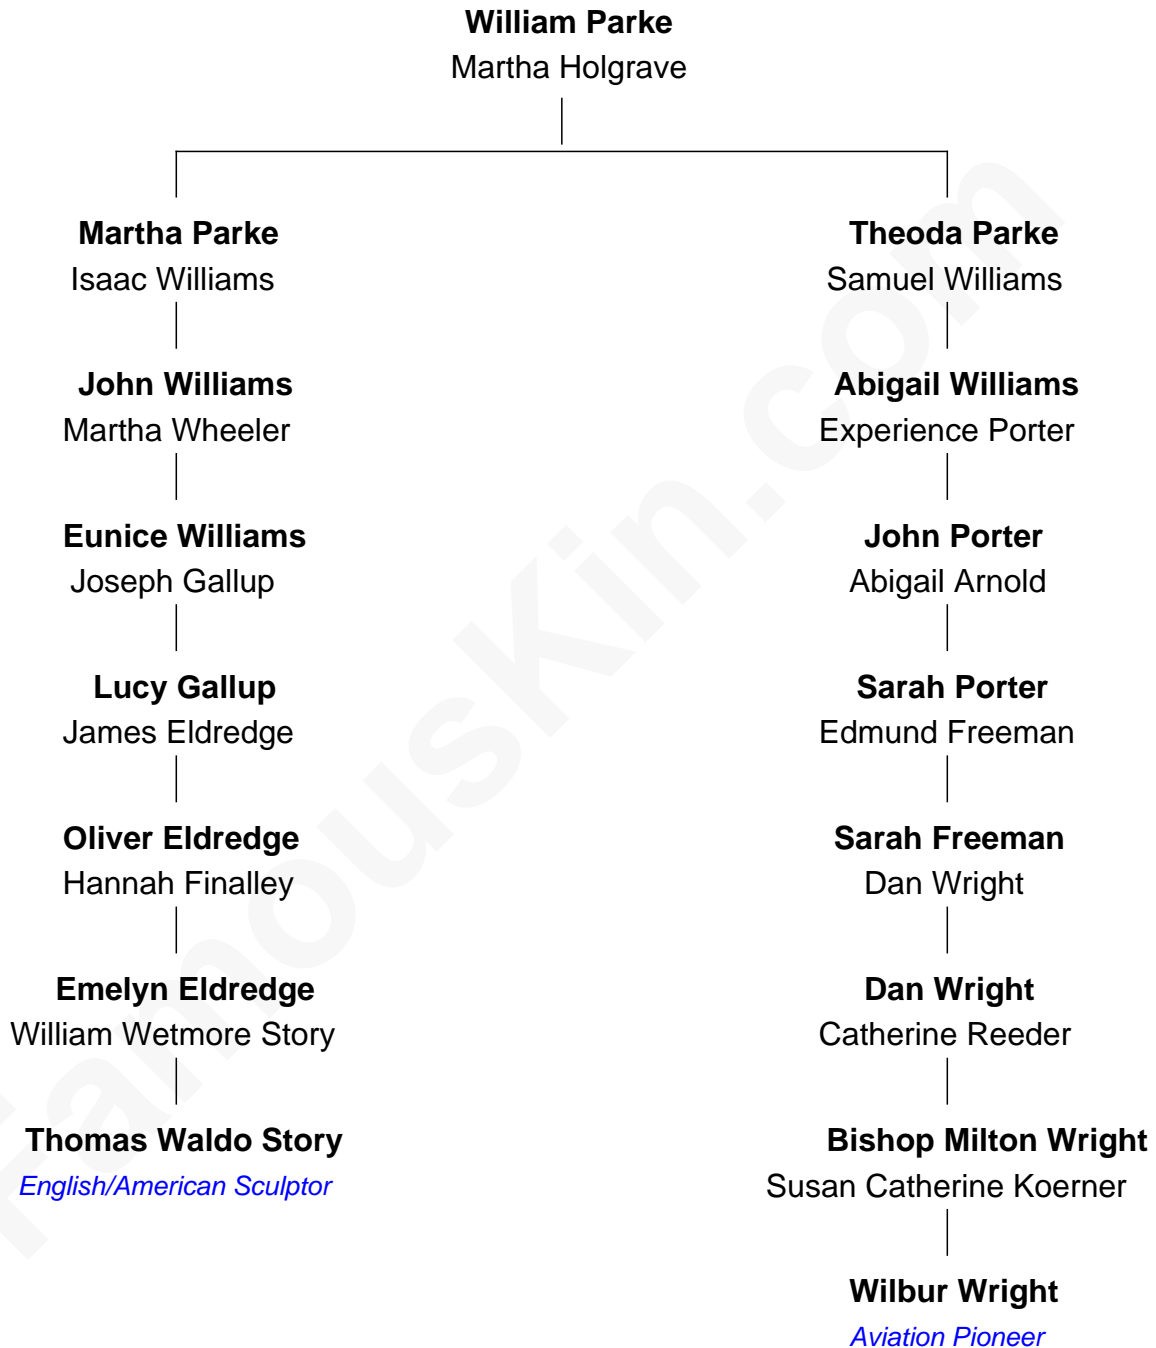 William Parke
Martha Holgrave
Martha Parke
Isaac Williams
Theoda Parke
Samuel Williams
John Williams
Martha Wheeler
Abigail Williams
Experience Porter
Eunice Williams
Joseph Gallup
John Porter
Abigail Arnold
Lucy Gallup
James Eldredge
Sarah Porter
Edmund Freeman
Oliver Eldredge
Hannah Finalley
Sarah Freeman
Dan Wright
Emelyn Eldredge
William Wetmore Story
Dan Wright
Catherine Reeder
Thomas Waldo Story
English/American Sculptor
Bishop Milton Wright
Susan Catherine Koerner
Wilbur Wright
Aviation Pioneer
FamousKin.com